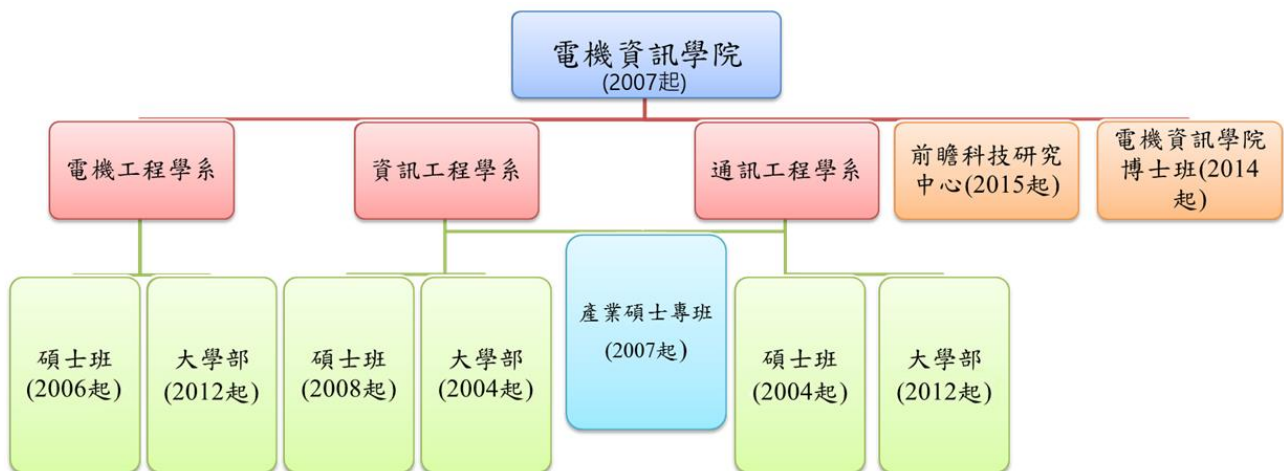 電機資訊學院
(2007起)
電機工程學系
資訊工程學系
通訊工程學系
前瞻科技研究
中心(2015起)
電機資訊學院
博士班(2014
起)
碩士班
(2006起)
大學部
(2012起)
碩士班
(2008起)
大學部
(2004起)
產業碩士專班
(2007起)
碩士班
(2004起)
大學部
(2012起)